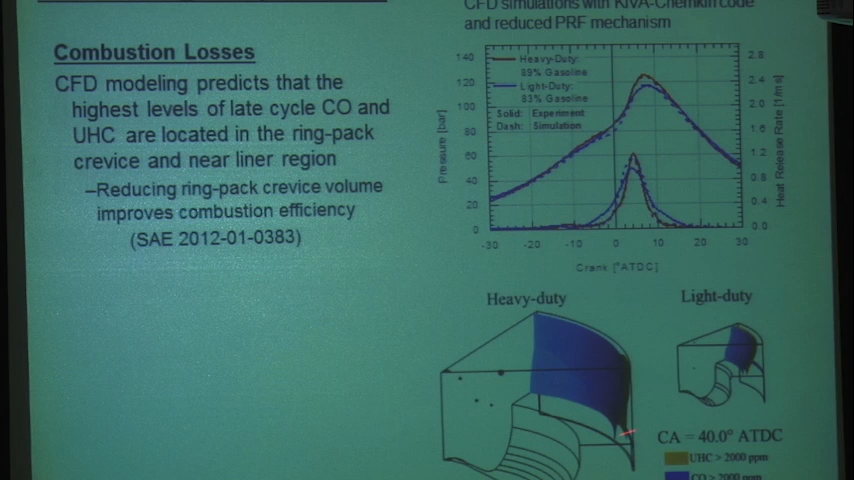 Combustion Losses
CFD modeling predicts that the
highest levels of late cycle CO and
UHC are located in the ring-pack
crevice and near liner region
–Reducing ring-pack crevice volume
improves combustion efficiency
(SAE 2012-01-0383)
CFD simulations with KIVA-Chemkin code
and reduced PRF mechanism
Heavy-Duty:
89% Gasoline
Light-Duty:
83% Gasoline
Solid: Experiment
Dash: Simulation
140
120
100
80
60
40
20
0
Pressure [bar]
2.8
2.4
2.0
1.6
1.2
0.8
0.4
0.0
Heat Release Rate [1/ms]
-30 -20 -10 0 10 20 30
Crank [°ATDC]
Heavy-duty
Light-duty
CA = 40.0° ATDC
UHC > 2000 ppm
CO > 2000 ppm